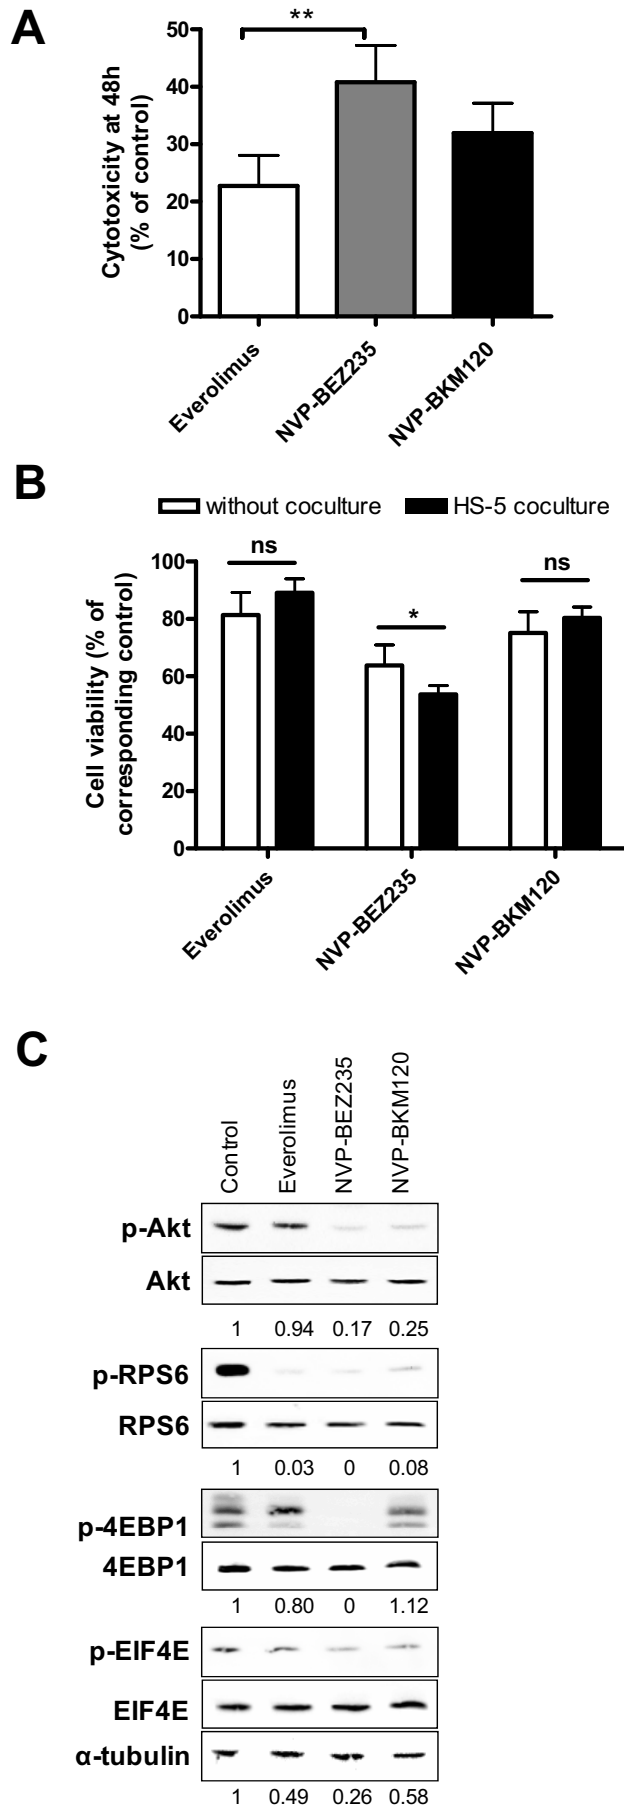 A
**
Cytotoxicity at 48h
(% of control)
50
40
30
20
10
0
Everolimus
NVP-BEZ235
NVP-BKM120
B
without coculture
HS-5 coculture
Cell viability (% of
corresponding control)
ns
*
ns
100
80
60
40
20
0
Everolimus
NVP-BEZ235
NVP-BKM120
C
Control
Everolimus
NVP-BEZ235
NVP-BKM120
p-Akt
Akt
1 0.94 0.17 0.25
p-RPS6
RPS6
1 0.03 0 0.08
p-4EBP1
4EBP1
1 0.80 0 1.12
p-EIF4E
EIF4E
α-tubulin
1 0.49 0.26 0.58